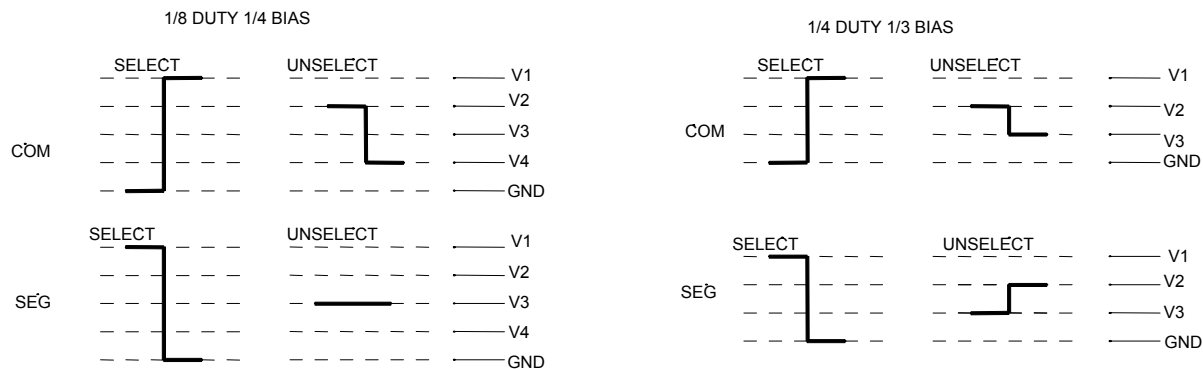 1/8 DUTY 1/4 BIAS
SELECT
UNSELECT
V1
V2
V3
V4
GND
COM
SELECT
UNSELECT
V1
V2
V3
V4
GND
SEG
1/4 DUTY 1/3 BIAS
SELECT
UNSELECT
V1
V2
V3
GND
COM
SELECT
UNSELECT
V1
V2
V3
GND
SEG